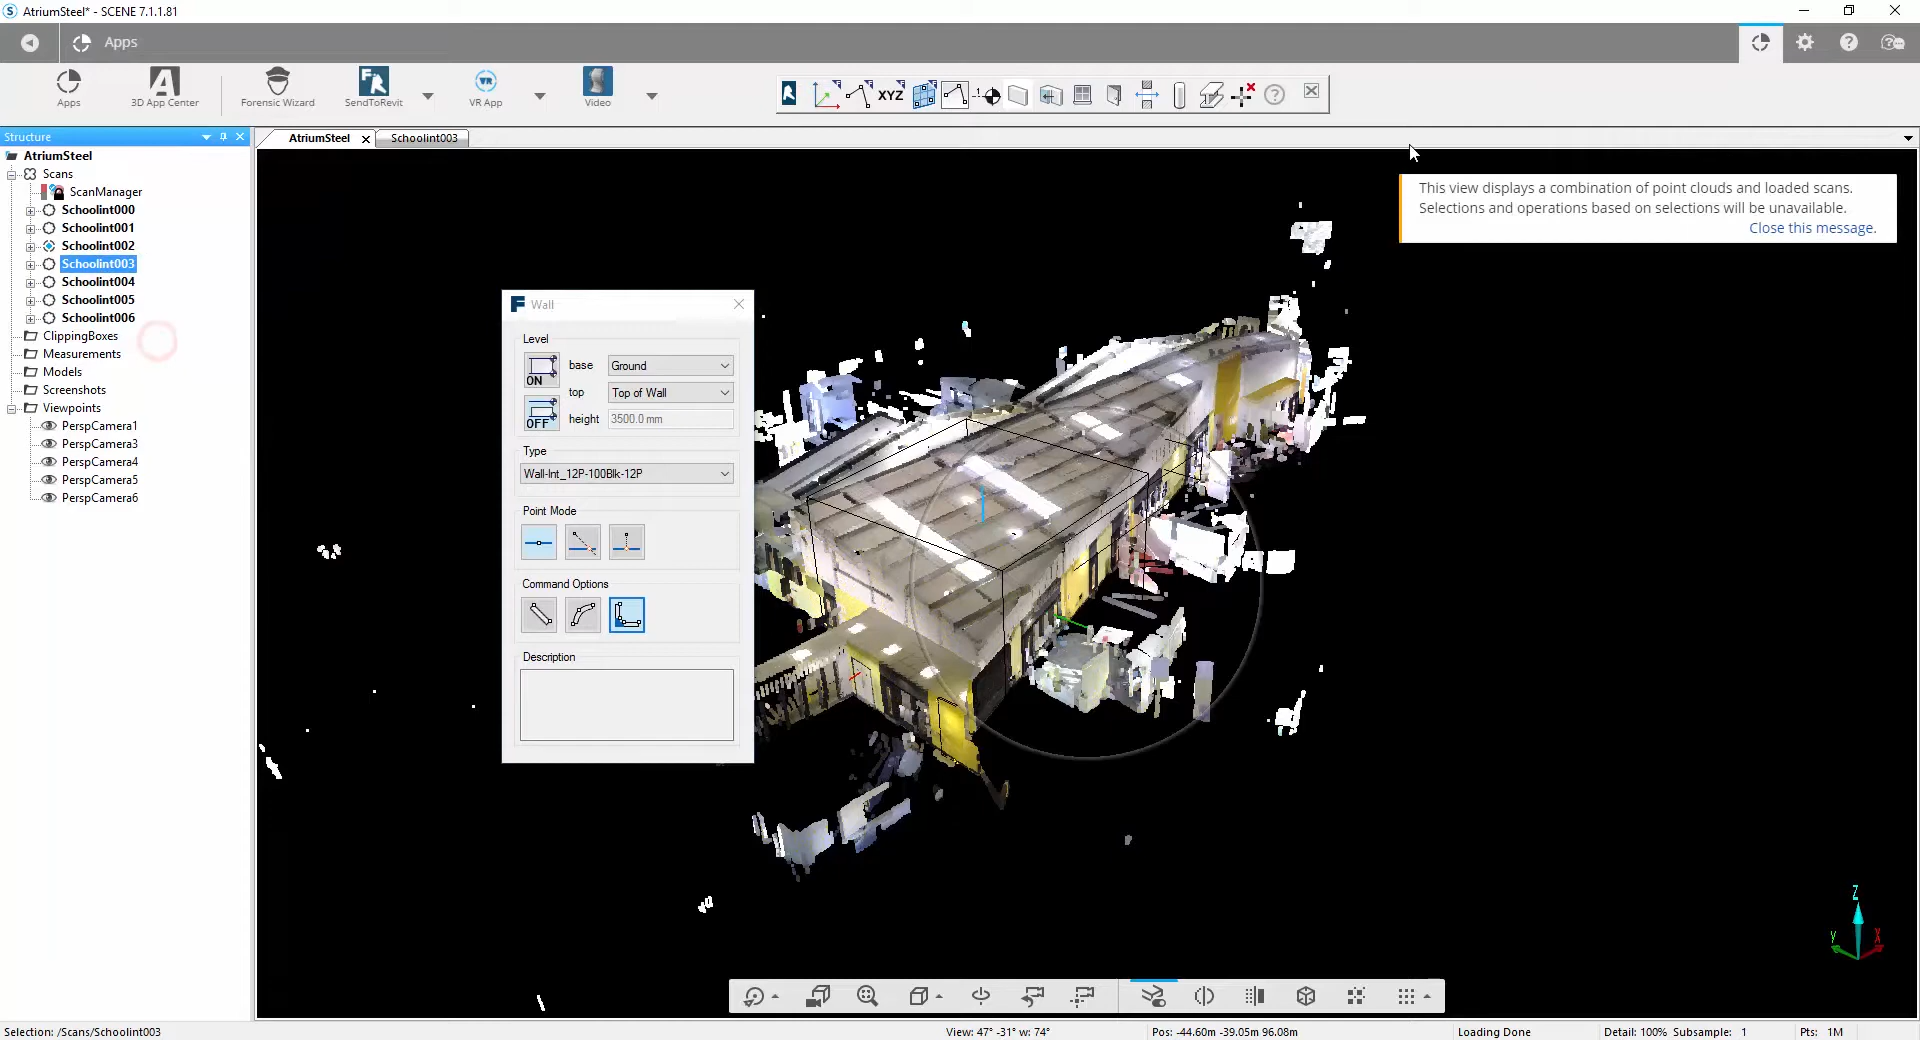 AtriumSteel* - SCENE 7.1.1.81
Apps
Apps
3D App Center
Forensic Wizard
SendToRevit
VR App
Video
XYZ
Structure
AtriumSteel
Schoolint003
AtriumSteel
Scans
ScanManager
Schoolint000
Schoolint001
Schoolint002
Schoolint003
Schoolint004
Schoolint005
Schoolint006
ClippingBoxes
Measurements
Models
Screenshots
Viewpoints
PerspCamera1
PerspCamera3
PerspCamera4
PerspCamera5
PerspCamera6
This view displays a combination of point clouds and loaded scans.
Selections and operations based on selections will be unavailable.
Close this message.
Wall
Level
ON
base
Ground
top
Top of Wall
OFF
height
3500.0 mm
Type
Wall-Int_12P-100Blk-12P
Point Mode
Command Options
Description
Z
Y
X
Selection: /Scans/Schoolint003
View: 47° -31° w: 74°
Pos: -44.60m -39.05m 96.08m
Loading Done
Detail: 100% Subsample: 1
Pts: 1M